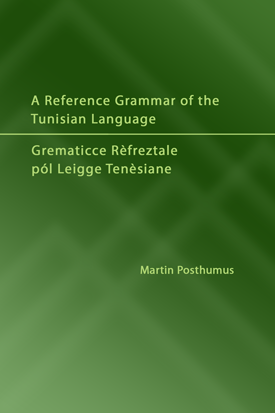 A Reference Grammar of the
Tunisian Language
Grematicce Rèfreztale
pól Leigge Tenèsiane
Martin Posthumus